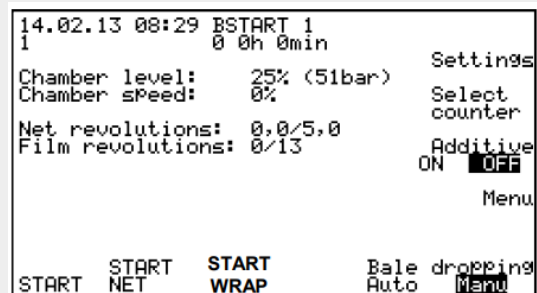 14.02.13 08:29 BSTART 1
1 0 0h 0min
Settings
Chamber level: 25% (51bar)
Chamber speed: 0%
Select
counter
Net revolutions: 0,0/5,0
Film revolutions: 0/13
Additive
ON OFF
Menu
START
START
NET
START
WRAP
Bale dropping
Auto Manu